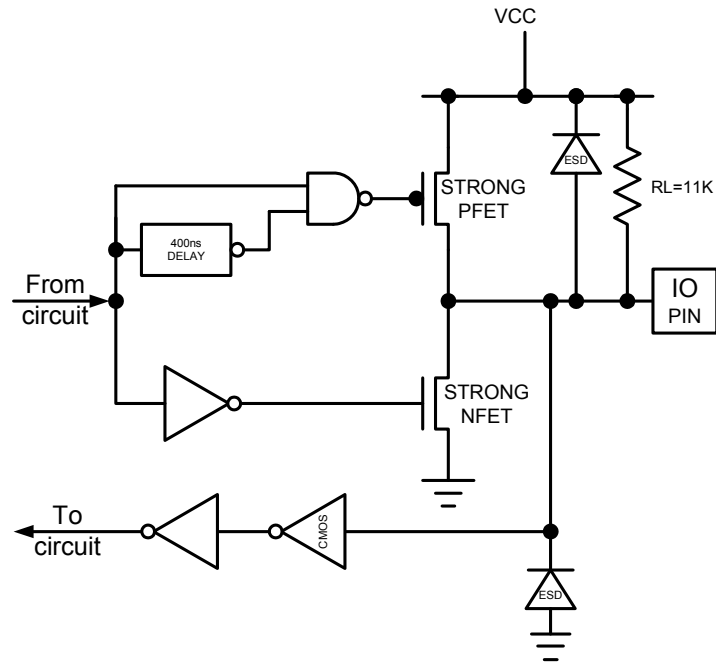 VCC
ESD
STRONG
PFET
RL=11K
400ns
DELAY
From
circuit
IO
PIN
STRONG
NFET
To
circuit
CMOS
ESD